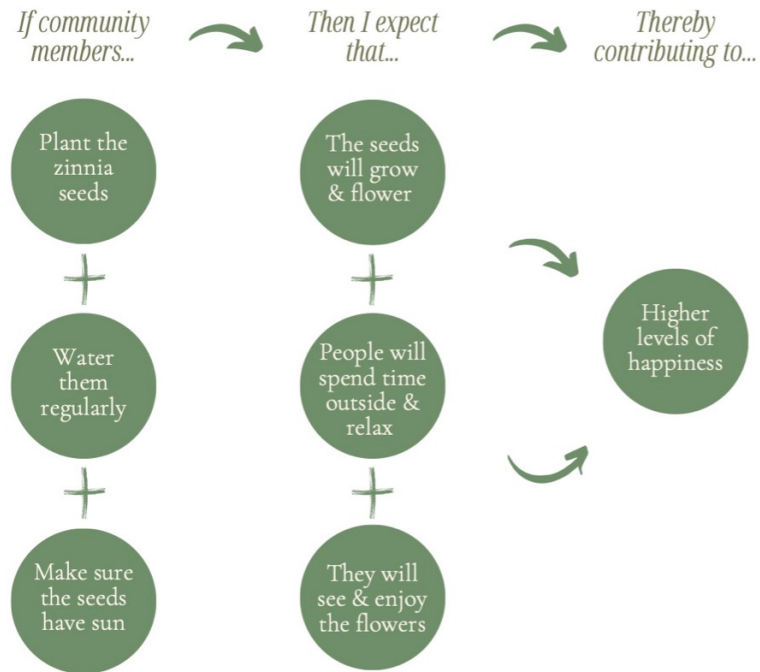 If community
members...
Then I expect
that...
Thereby
contributing to...
Plant the
zinnia
seeds
The seeds
will grow
& flower
Water
them
regularly
People will
spend time
outside &
relax
Higher
levels of
happiness
Make sure
the seeds
have sun
They will
see & enjoy
the flowers